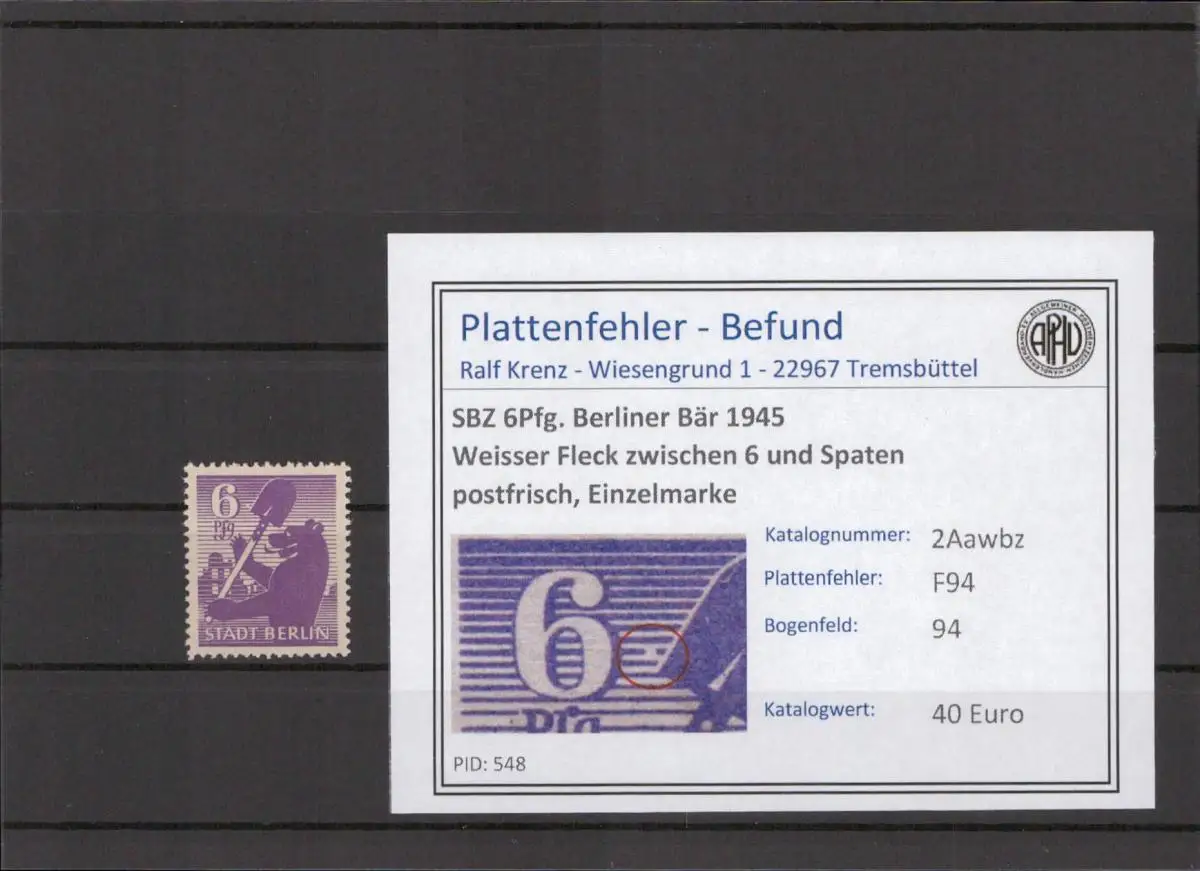 6
Pfg
STADT BERLIN
Plattenfehler - Befund
Ralf Krenz - Wiesengrund 1 - 22967 Tremsbüttel
APHV
SBZ 6Pfg. Berliner Bär 1945
Weisser Fleck zwischen 6 und Spaten
postfrisch, Einzelmarke
6
Pfg
Katalognummer: 2Aawbz
Plattenfehler: F94
Bogenfeld: 94
Katalogwert: 40 Euro
PID: 548